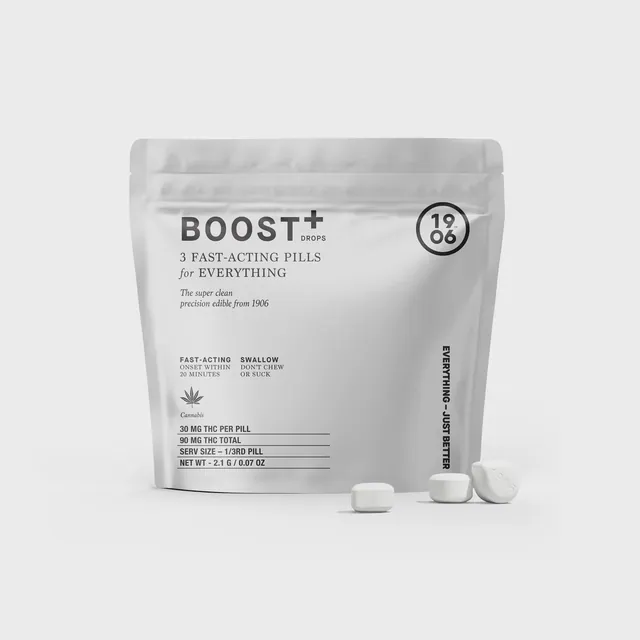 BOOST+
DROPS
3 FAST-ACTING PILLS
for EVERYTHING
The super clean
precision edible from 1906
19
06
FAST-ACTING
ONSET WITHIN
20 MINUTES
SWALLOW
DON'T CHEW
OR SUCK
Cannabis
30 MG THC PER PILL
90 MG THC TOTAL
SERV SIZE – 1/3RD PILL
NET WT - 2.1 G / 0.07 OZ
EVERYTHING – JUST BETTER